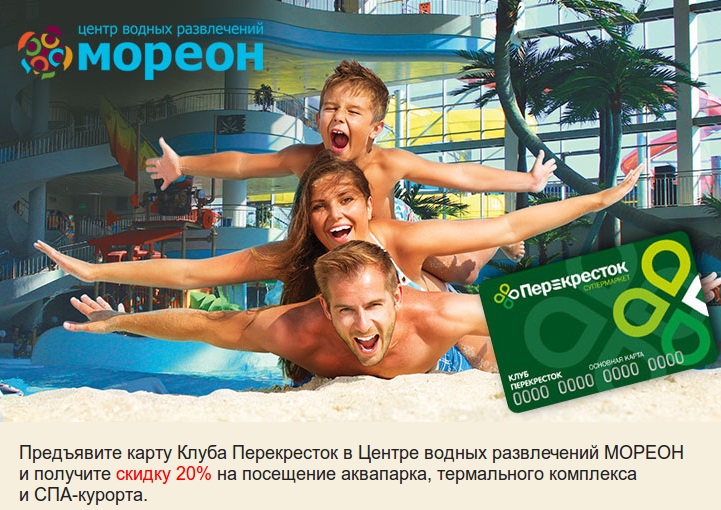 центр водных развлечений
мореон
Перекресток
СУПЕРМАРКЕТ
КЛУБ
ПЕРЕКРЕСТОК
ОСНОВНАЯ КАРТА
0000 0000 0000 0000
Предъявите карту Клуба Перекресток в Центре водных развлечений МОРЕОН
и получите скидку 20% на посещение аквапарка, термального комплекса
и СПА-курорта.